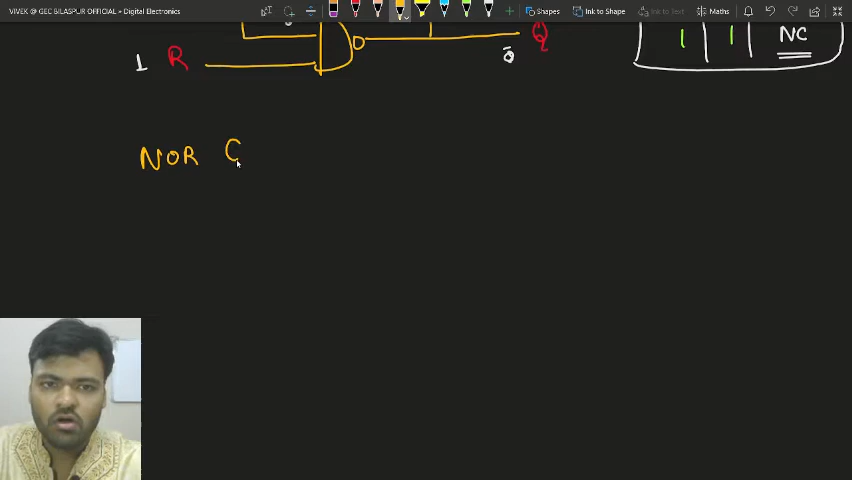 VIVEK @ GEC BILASPUR OFFICIAL » Digital Electronics
Shapes
Ink to Shape
Ink to Text
Maths
1 R
Q
0
1 1 NC
NOR G